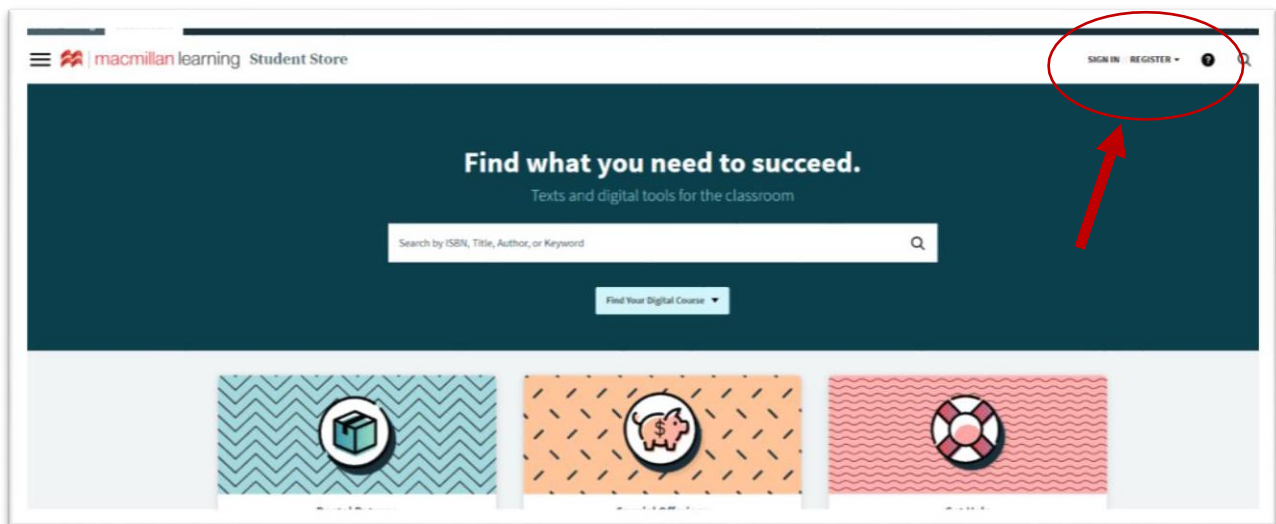 macmillan learning Student Store
SIGN IN REGISTER
?
Find what you need to succeed.
Texts and digital tools for the classroom
Search by ISBN, Title, Author, or Keyword
Find Your Digital Course
$